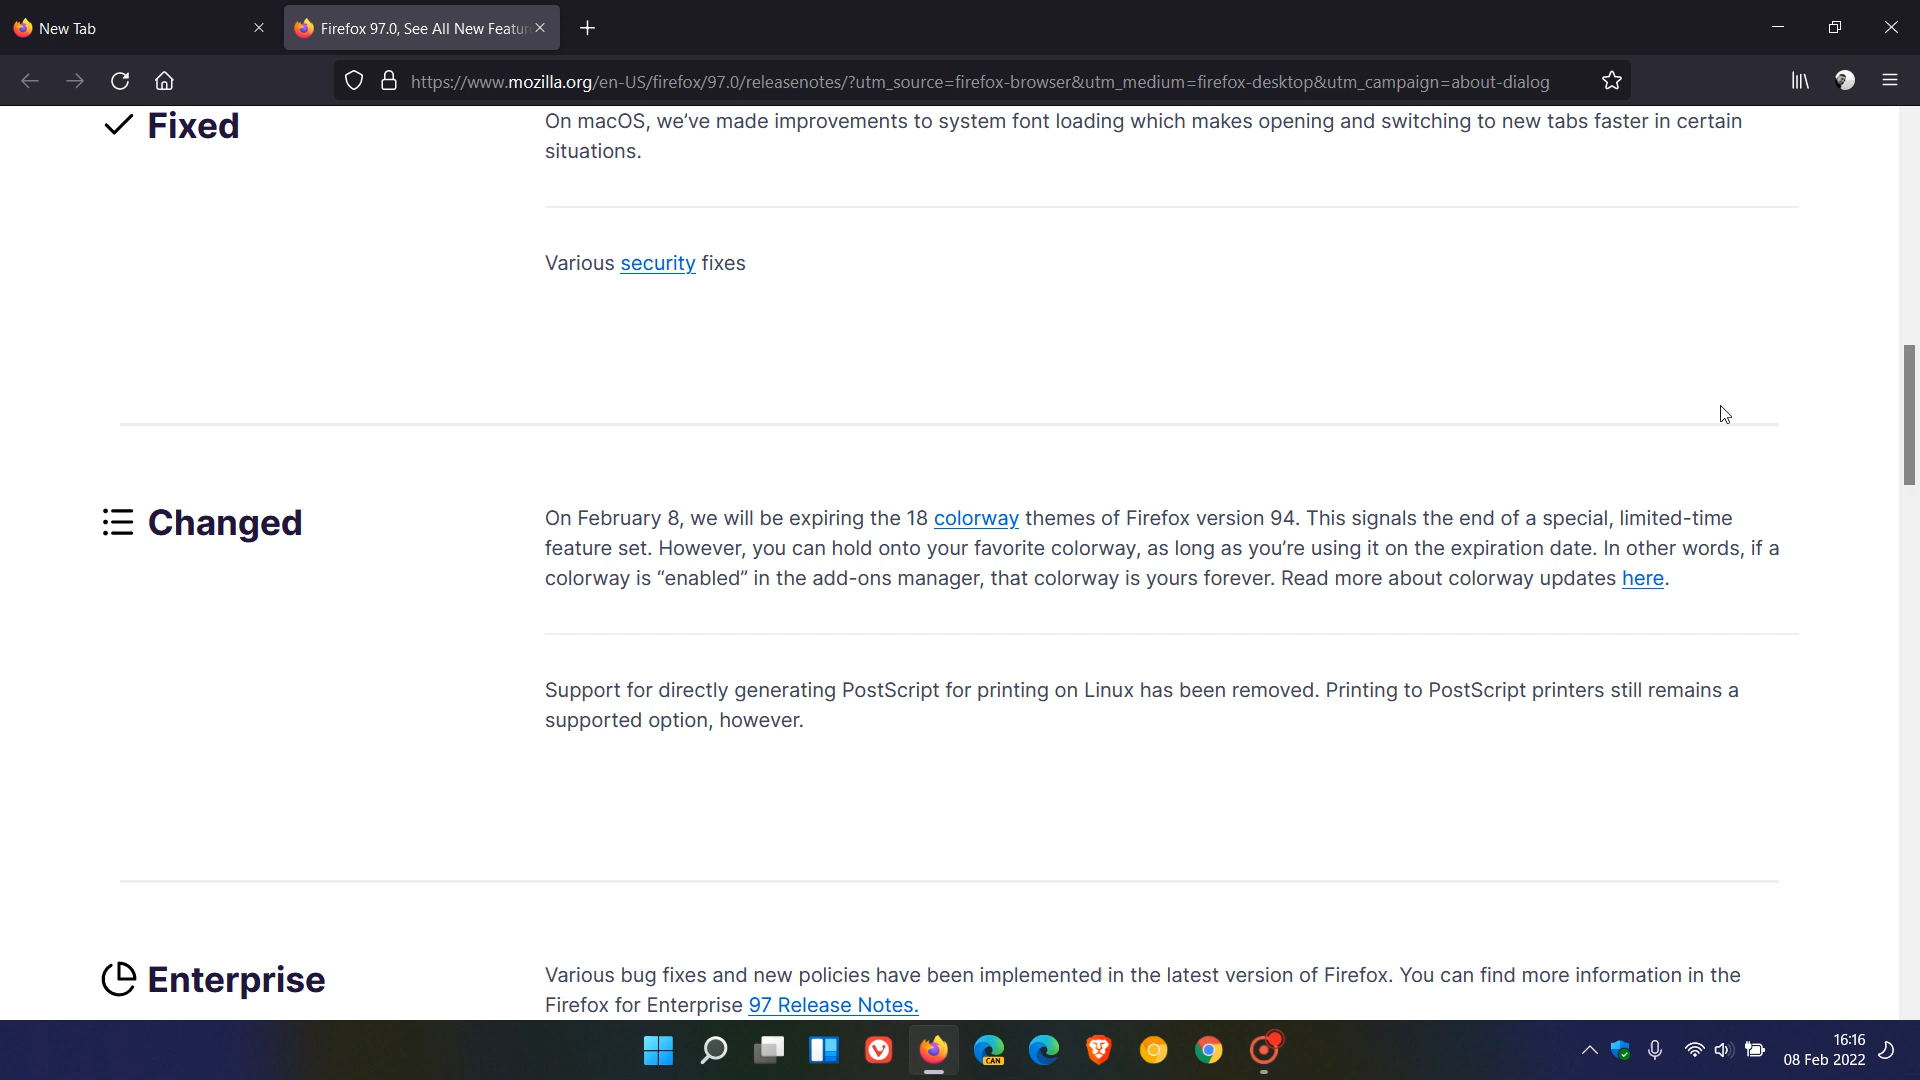 New Tab
Firefox 97.0, See All New Featur
https://www.mozilla.org/en-US/firefox/97.0/releasenotes/?utm_source=firefox-browser&utm_medium=firefox-desktop&utm_campaign=about-dialog
Fixed
On macOS, we’ve made improvements to system font loading which makes opening and switching to new tabs faster in certain
situations.
Various security fixes
Changed
On February 8, we will be expiring the 18 colorway themes of Firefox version 94. This signals the end of a special, limited-time
feature set. However, you can hold onto your favorite colorway, as long as you’re using it on the expiration date. In other words, if a
colorway is “enabled” in the add-ons manager, that colorway is yours forever. Read more about colorway updates here.
Support for directly generating PostScript for printing on Linux has been removed. Printing to PostScript printers still remains a
supported option, however.
Enterprise
Various bug fixes and new policies have been implemented in the latest version of Firefox. You can find more information in the
Firefox for Enterprise 97 Release Notes.
CAN
16:16
08 Feb 2022